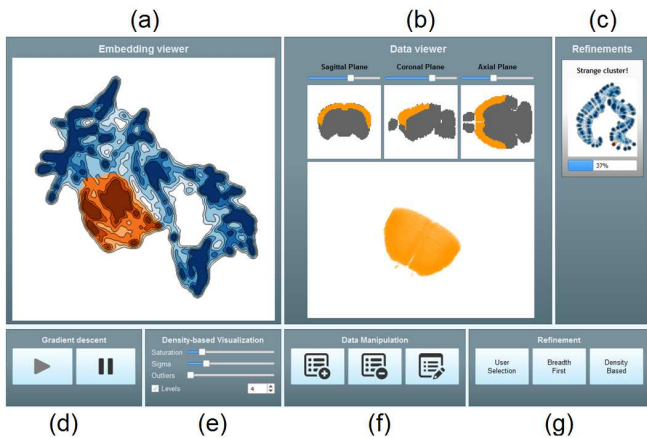 (a) (b) (c)
Embedding viewer Data viewer Refinements
Sagittal Plane Coronal Plane Axial Plane
Strange cluster!
37%
Gradient descent Density-based Visualization Data Manipulation Refinement
Saturation
Sigma
Outliers
Levels 4
User Selection Breadth First Density Based
(d) (e) (f) (g)